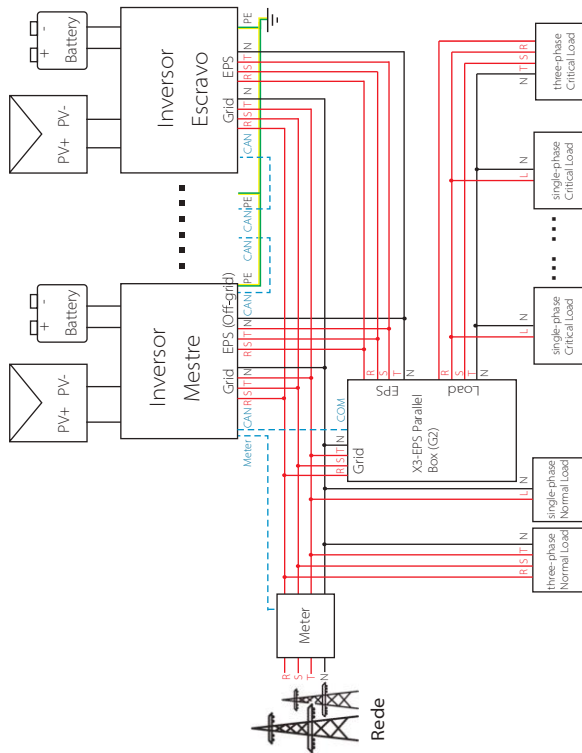 PV+ PV-
+ -
Battery
PV+ PV-
+ -
Battery
Inversor
Mestre
Inversor
Escravo
Meter
CAN
Grid
R S T N
EPS (Off-grid)
R S T N
CAN
PE
CAN
CAN
PE
CAN
Grid
R S T N
EPS
R S T N
PE
R
S
T
N
Rede
Meter
COM
R S T N
Grid
X3-EPS Parallel
Box (G2)
R
S
T
N
EPS
R
S
T
N
Load
R S T N
three-phase
Normal Load
L N
single-phase
Normal Load
L N
single-phase
Critical Load
L N
single-phase
Critical Load
N T S R
three-phase
Critical Load